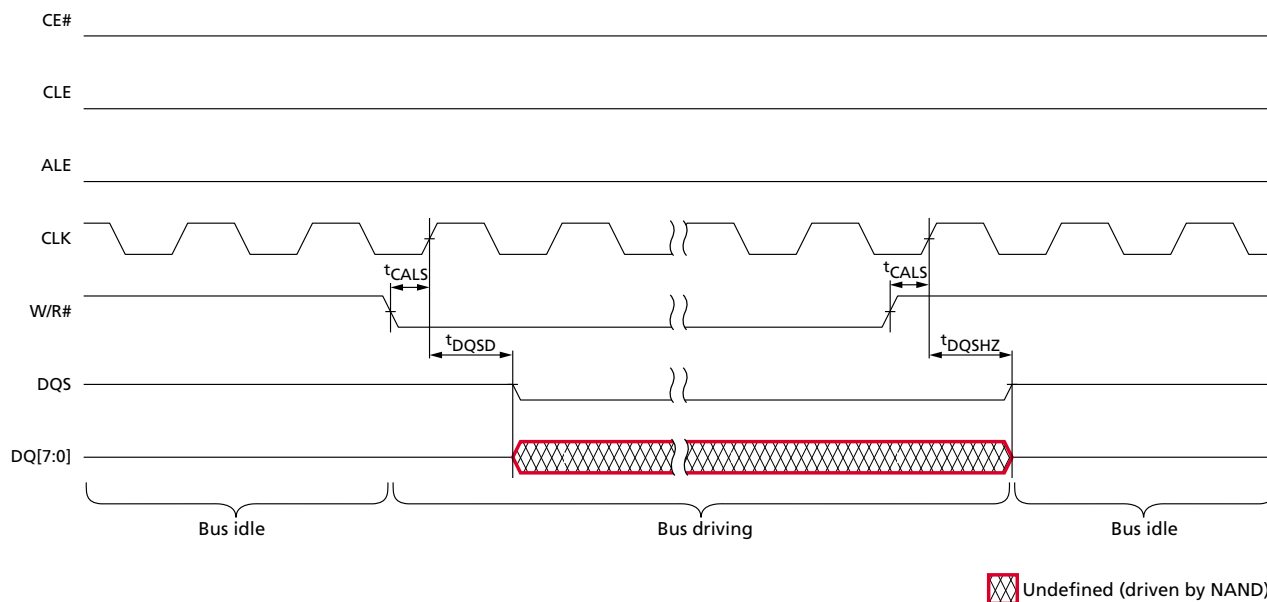 CE#
CLE
ALE
CLK
tCALS
tCALS
W/R#
tDQSD
tDQSHZ
DQS
DQ[7:0]
Bus idle
Bus driving
Bus idle
Undefined (driven by NAND)